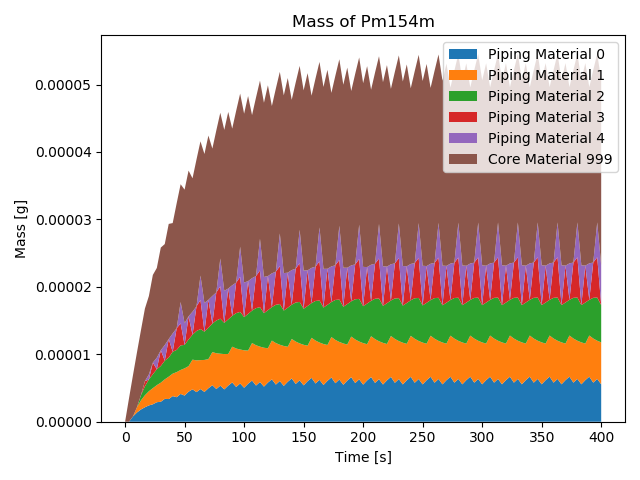 Mass of Pm154m
Piping Material 0
Piping Material 1
Piping Material 2
Piping Material 3
Piping Material 4
Core Material 999
0.00005
0.00004
0.00003
0.00002
0.00001
0.00000
Mass [g]
0 50 100 150 200 250 300 350 400
Time [s]